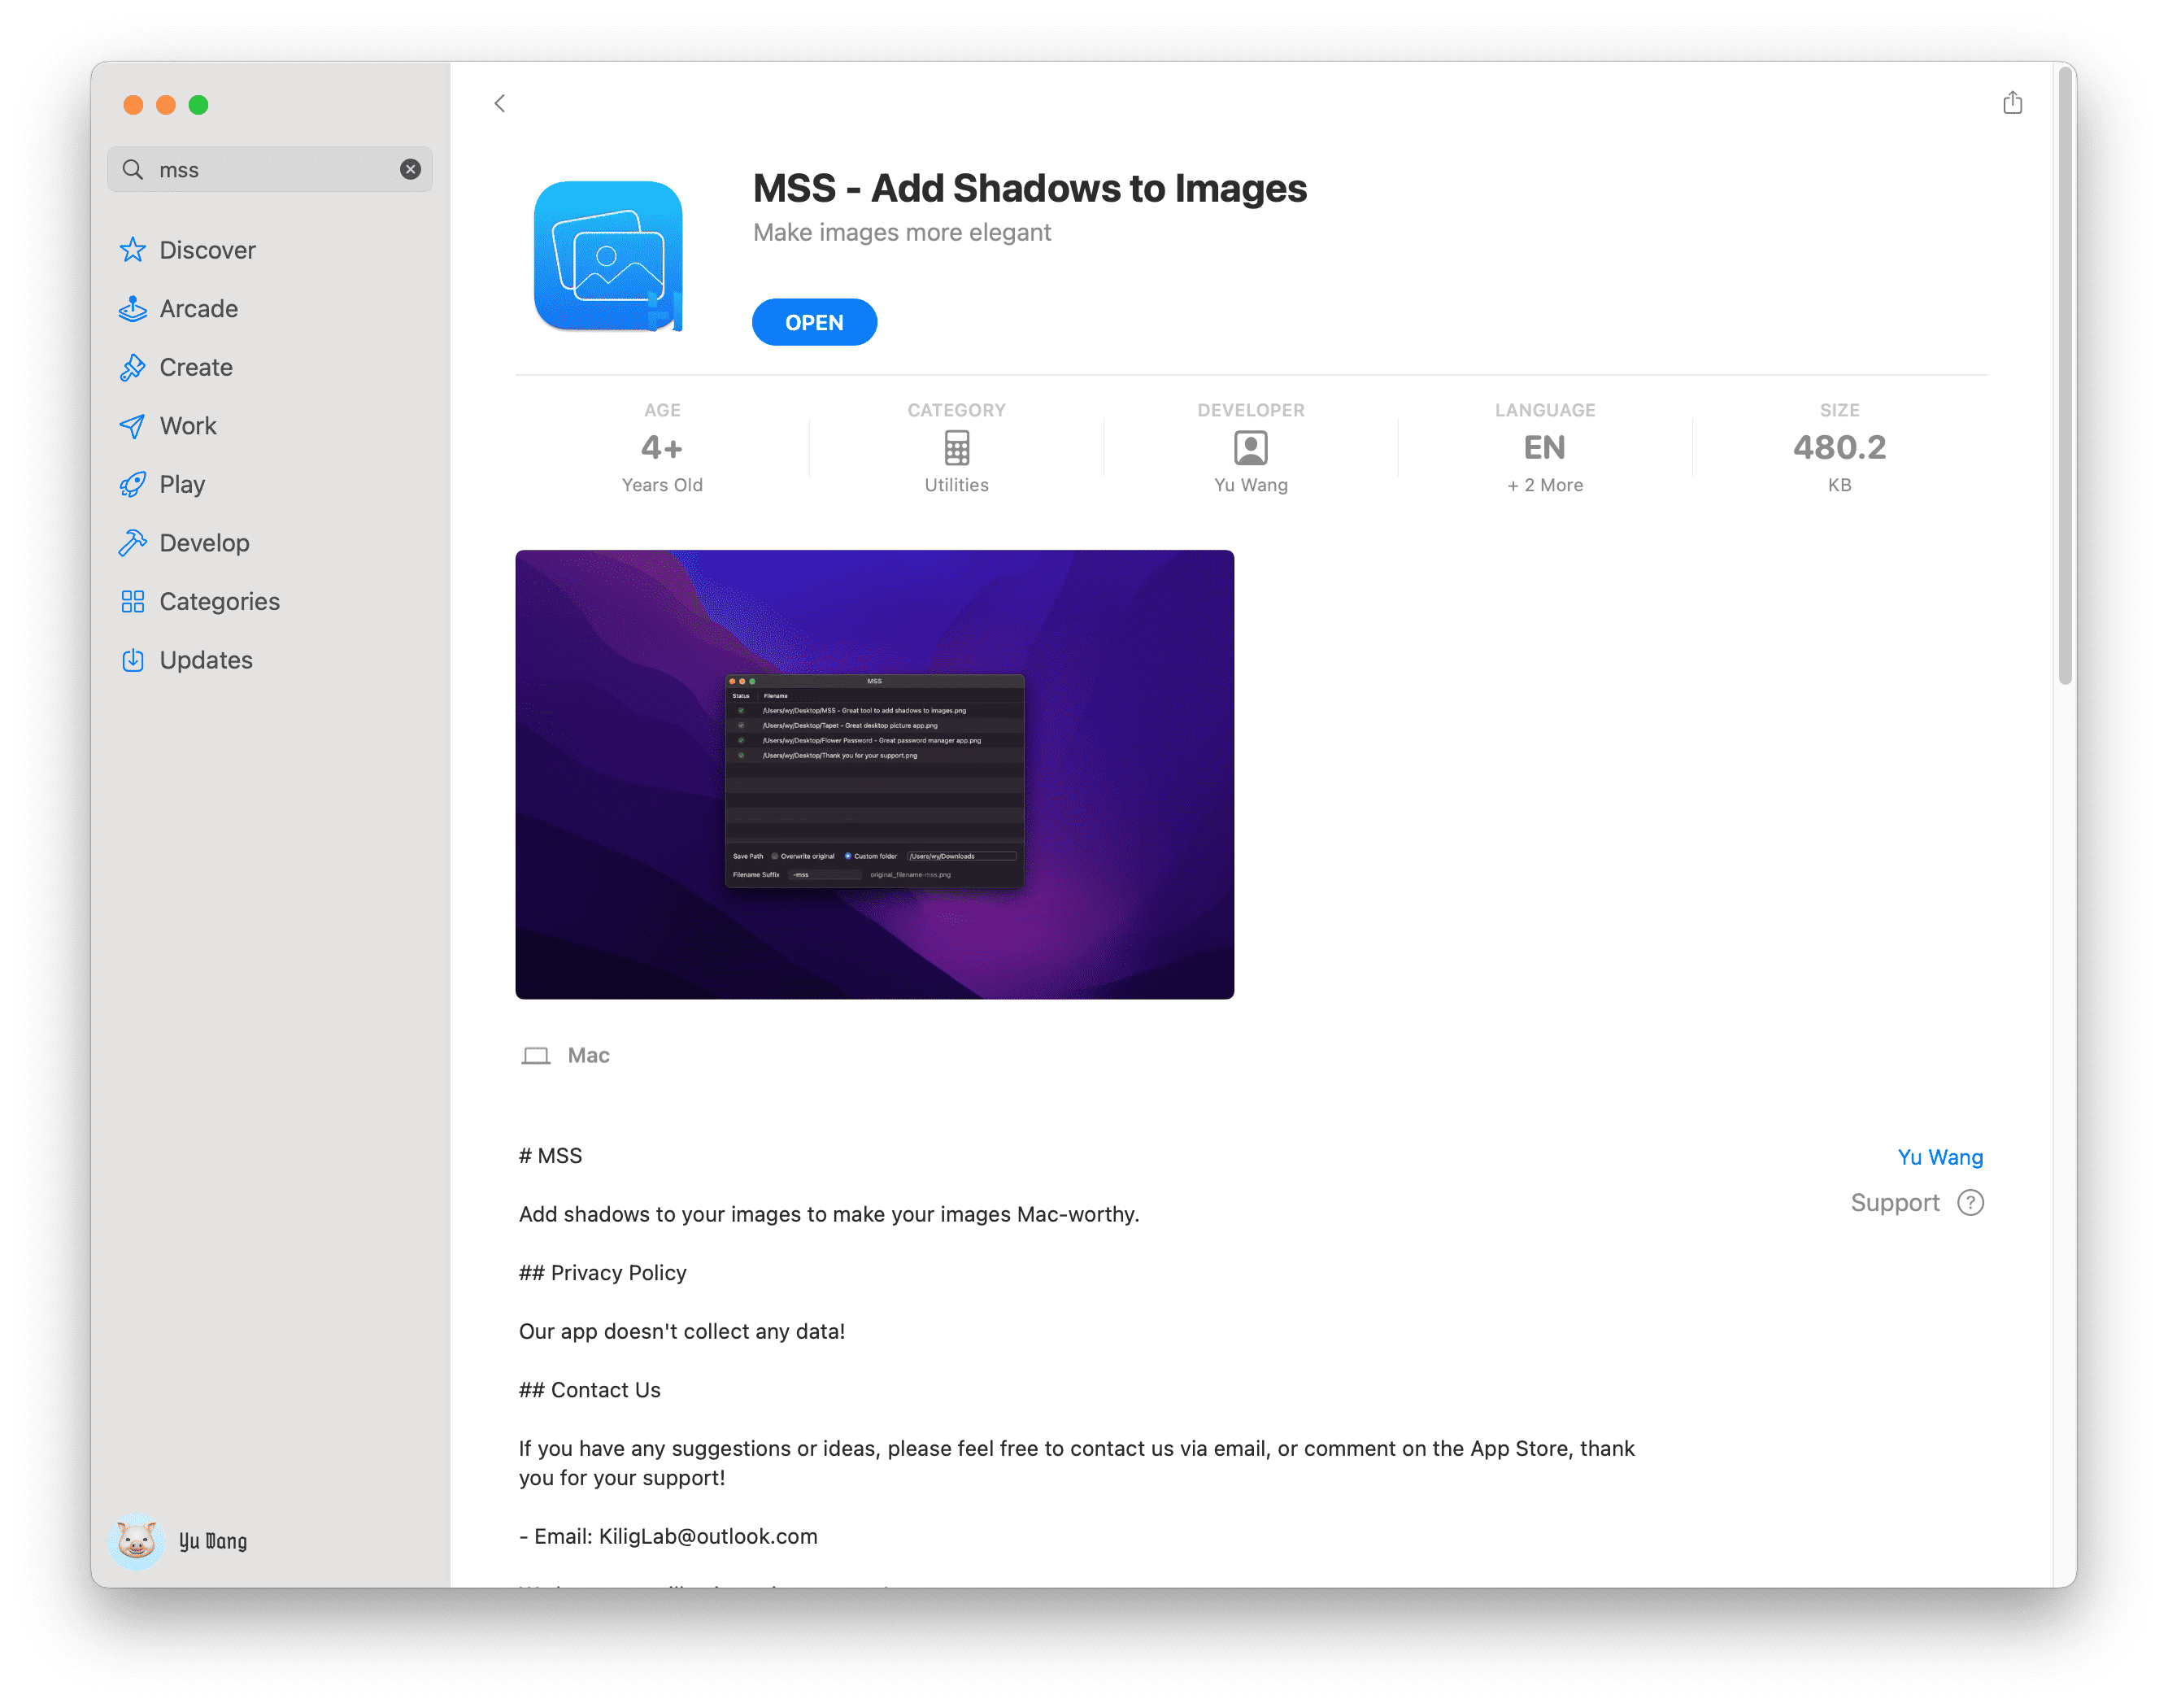 mss
Discover
Arcade
Create
Work
Play
Develop
Categories
Updates
Yu Wang
MSS - Add Shadows to Images
Make images more elegant
OPEN
AGE
4+
Years Old
CATEGORY
Utilities
DEVELOPER
Yu Wang
LANGUAGE
EN
+ 2 More
SIZE
480.2
KB
MSS
Status Filename
/Users/wy/Desktop/MSS - Great tool to add shadows to images.png
/Users/wy/Desktop/Tapet - Great desktop picture app.png
/Users/wy/Desktop/Flower Password - Great password manager app.png
/Users/wy/Desktop/Thank you for your support.png
Save Path Overwrite original Custom folder /Users/wy/Downloads
Filename Suffix -mss original_filename-mss.png
Mac
# MSS
Add shadows to your images to make your images Mac-worthy.
## Privacy Policy
Our app doesn't collect any data!
## Contact Us
If you have any suggestions or ideas, please feel free to contact us via email, or comment on the App Store, thank
you for your support!
- Email: KiligLab@outlook.com
Yu Wang
Support ?